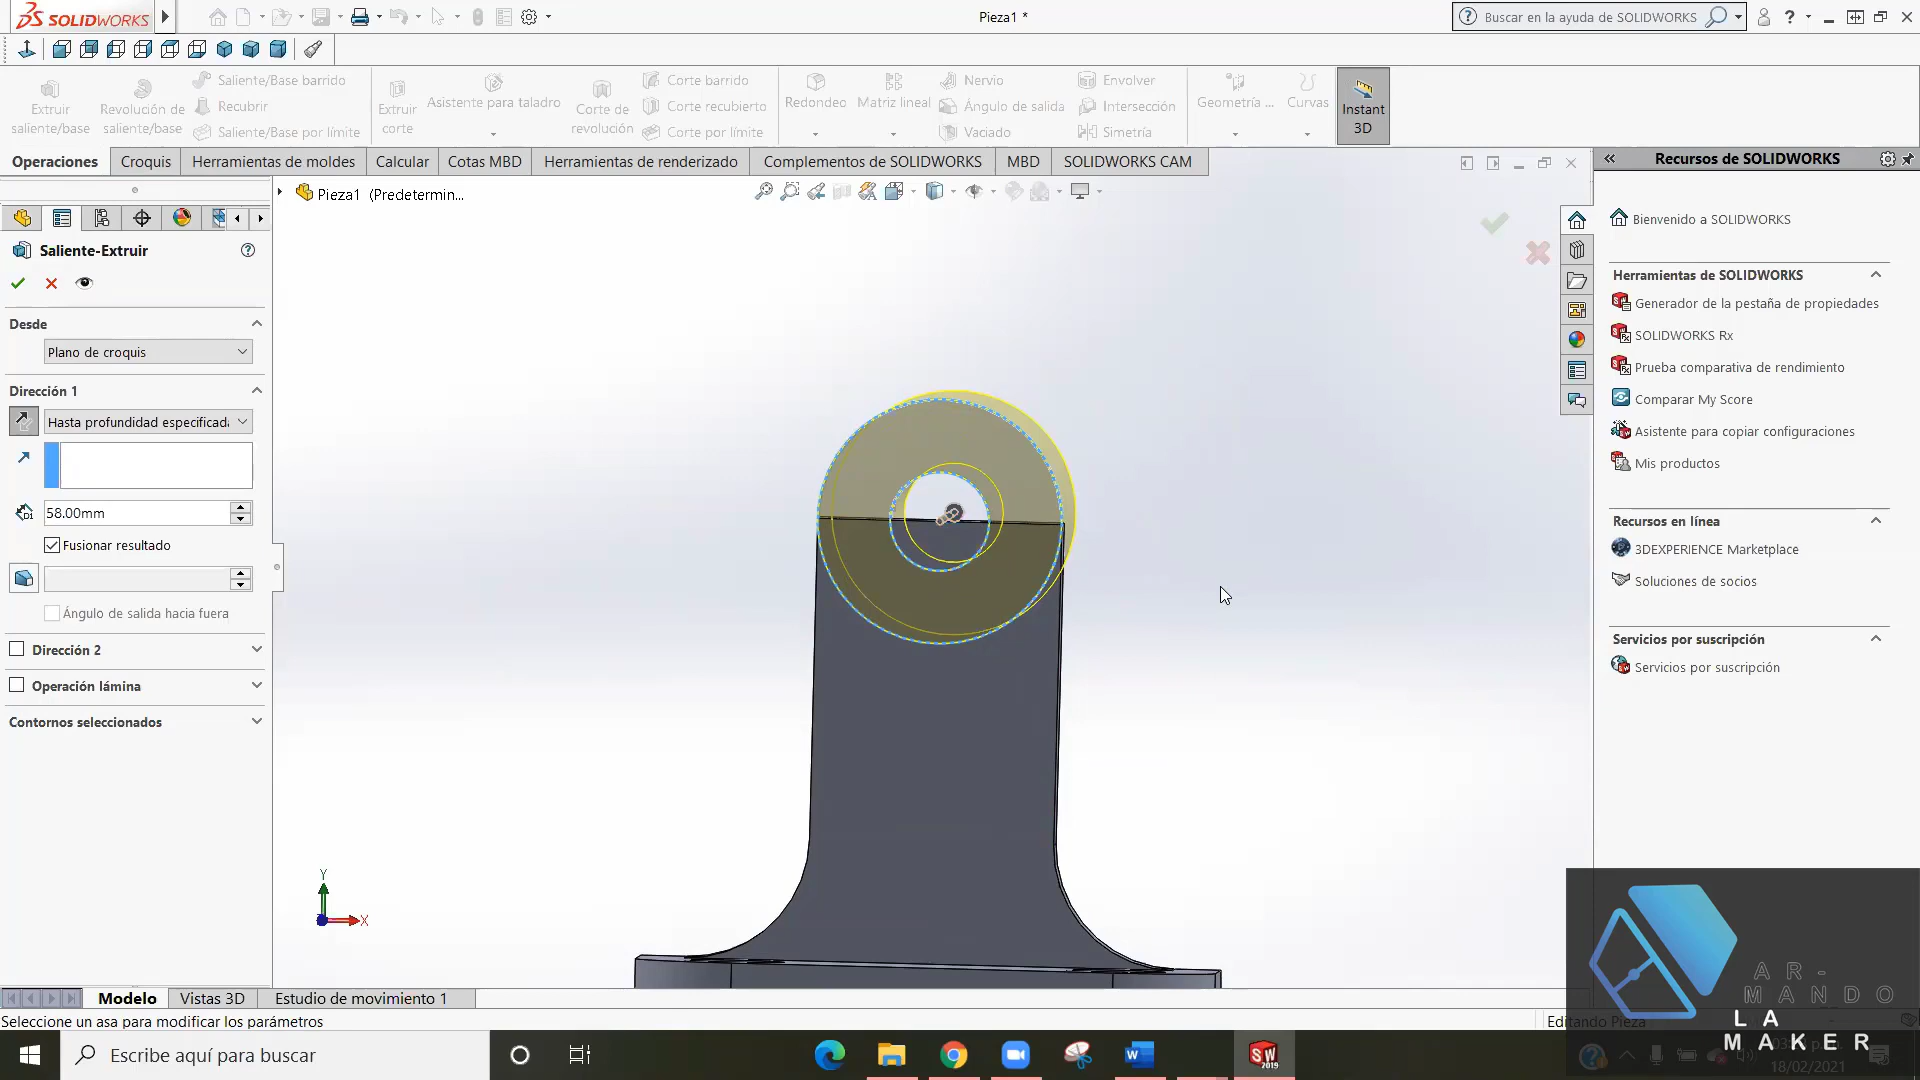 SOLIDWORKS
Pieza1 *
Buscar en la ayuda de SOLIDWORKS
Extruir saliente/base
Revolución de saliente/base
Saliente/Base barrido
Recubrir
Saliente/Base por límite
Extruir corte
Asistente para taladro
Corte de revolución
Corte barrido
Corte recubierto
Corte por límite
Redondeo
Matriz lineal
Nervio
Ángulo de salida
Vaciado
Envolver
Intersección
Simetría
Geometría ...
Curvas
Instant 3D
Operaciones
Croquis
Herramientas de moldes
Calcular
Cotas MBD
Herramientas de renderizado
Complementos de SOLIDWORKS
MBD
SOLIDWORKS CAM
Pieza1 (Predetermin...
Saliente-Extruir
Desde
Plano de croquis
Dirección 1
Hasta profundidad especificada
58.00mm
Fusionar resultado
Ángulo de salida hacia fuera
Dirección 2
Operación lámina
Contornos seleccionados
Y
X
Recursos de SOLIDWORKS
Bienvenido a SOLIDWORKS
Herramientas de SOLIDWORKS
Generador de la pestaña de propiedades
SOLIDWORKS Rx
Prueba comparativa de rendimiento
Comparar My Score
Asistente para copiar configuraciones
Mis productos
Recursos en línea
3DEXPERIENCE Marketplace
Soluciones de socios
Servicios por suscripción
Servicios por suscripción
AR-
MANDO
LA
MAKER
Modelo
Vistas 3D
Estudio de movimiento 1
Seleccione un asa para modificar los parámetros
Editando Pieza
Escribe aquí para buscar
SW
2019
18/02/2021